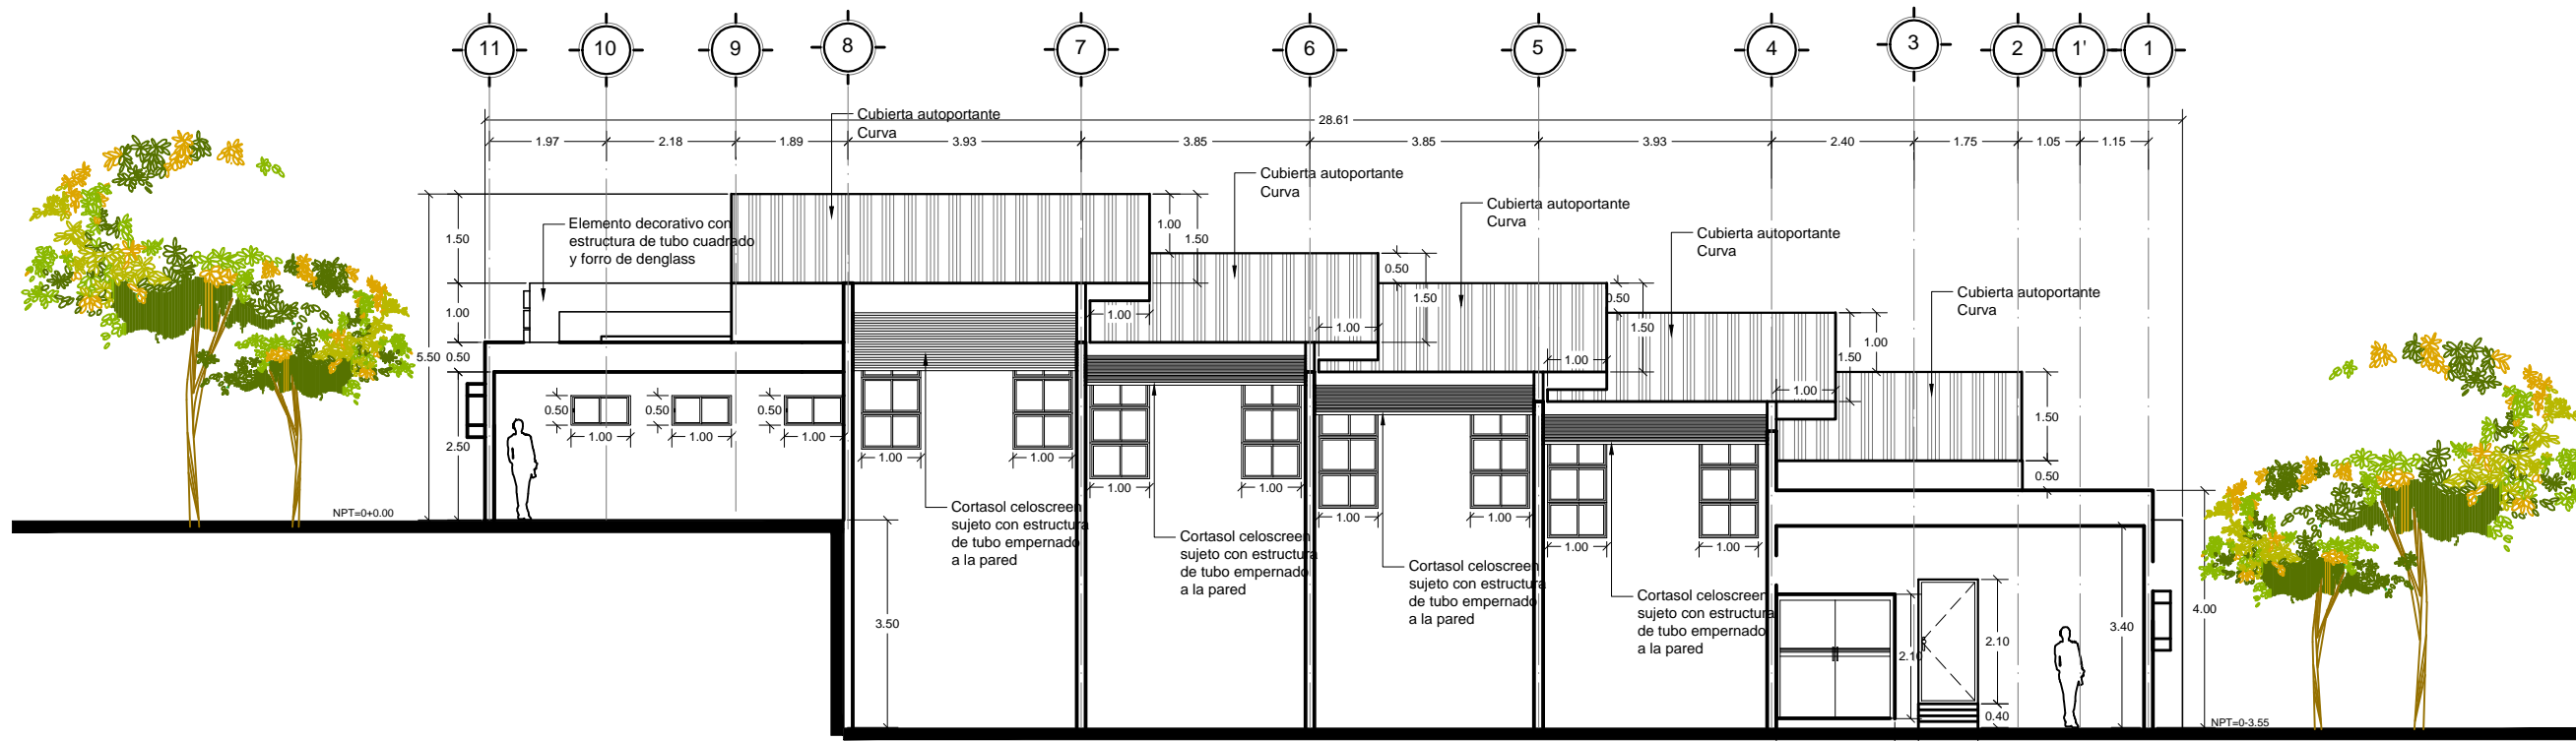 11 10 9 8 7 6 5 4 3 2 1' 1
28.61
1.97 2.18 1.89 3.93 3.85 3.85 3.93 2.40 1.75 1.05 1.15
Cubierta autoportante
Curva
Cubierta autoportante
Curva
Cubierta autoportante
Curva
Cubierta autoportante
Curva
Cubierta autoportante
Curva
Elemento decorativo con
estructura de tubo cuadrado
y forro de denglass
1.50
1.00
5.50 0.50
2.50
1.00
1.50
0.50
1.50
0.50
1.50
1.00
1.50
1.50
0.50
1.00
1.00
1.00
1.00
0.50 0.50 0.50
1.00 1.00 1.00
1.00 1.00
1.00 1.00
1.00 1.00
1.00 1.00
NPT=0+0.00
Cortasol celoscreen
sujeto con estructura
de tubo empernado
a la pared
Cortasol celoscreen
sujeto con estructura
de tubo empernado
a la pared
Cortasol celoscreen
sujeto con estructura
de tubo empernado
a la pared
Cortasol celoscreen
sujeto con estructura
de tubo empernado
a la pared
3.50
2.10
2.10
0.40
3.40
4.00
NPT=0-3.55